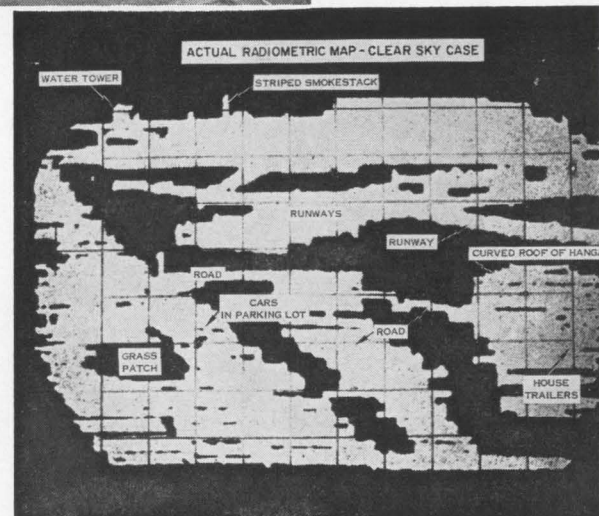 ACTUAL RADIOMETRIC MAP - CLEAR SKY CASE
WATER TOWER
STRIPED SMOKESTACK
RUNWAYS
RUNWAY
CURVED ROOF OF HANGA
ROAD
CARS
IN PARKING LOT
ROAD
GRASS
PATCH
HOUSE
TRAILERS